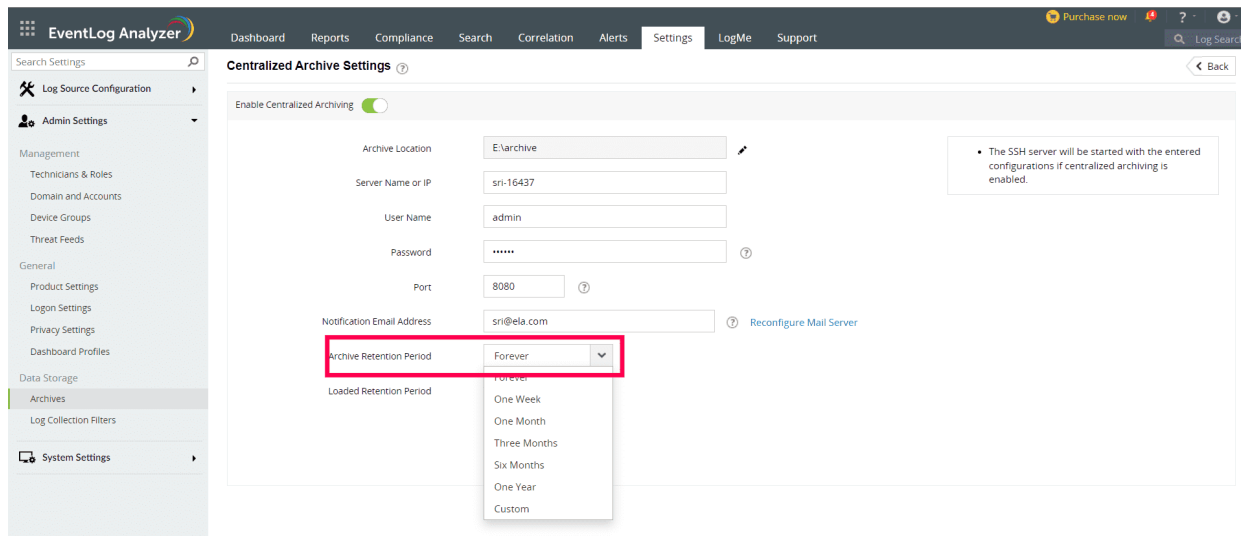 Purchase now 4 ?
EventLog Analyzer
Dashboard Reports Compliance Search Correlation Alerts Settings LogMe Support
Log Search
Search Settings
Centralized Archive Settings ?
Back
Log Source Configuration
Enable Centralized Archiving
Admin Settings
Management
Technicians & Roles
Domain and Accounts
Device Groups
Threat Feeds
General
Product Settings
Logon Settings
Privacy Settings
Dashboard Profiles
Data Storage
Archives
Log Collection Filters
System Settings
Archive Location E:\archive
Server Name or IP sri-16437
User Name admin
Password •••••• ?
Port 8080 ?
Notification Email Address sri@ela.com ? Reconfigure Mail Server
Archive Retention Period Forever
Forever
Loaded Retention Period
One Week
One Month
Three Months
Six Months
One Year
Custom
• The SSH server will be started with the entered
configurations if centralized archiving is
enabled.